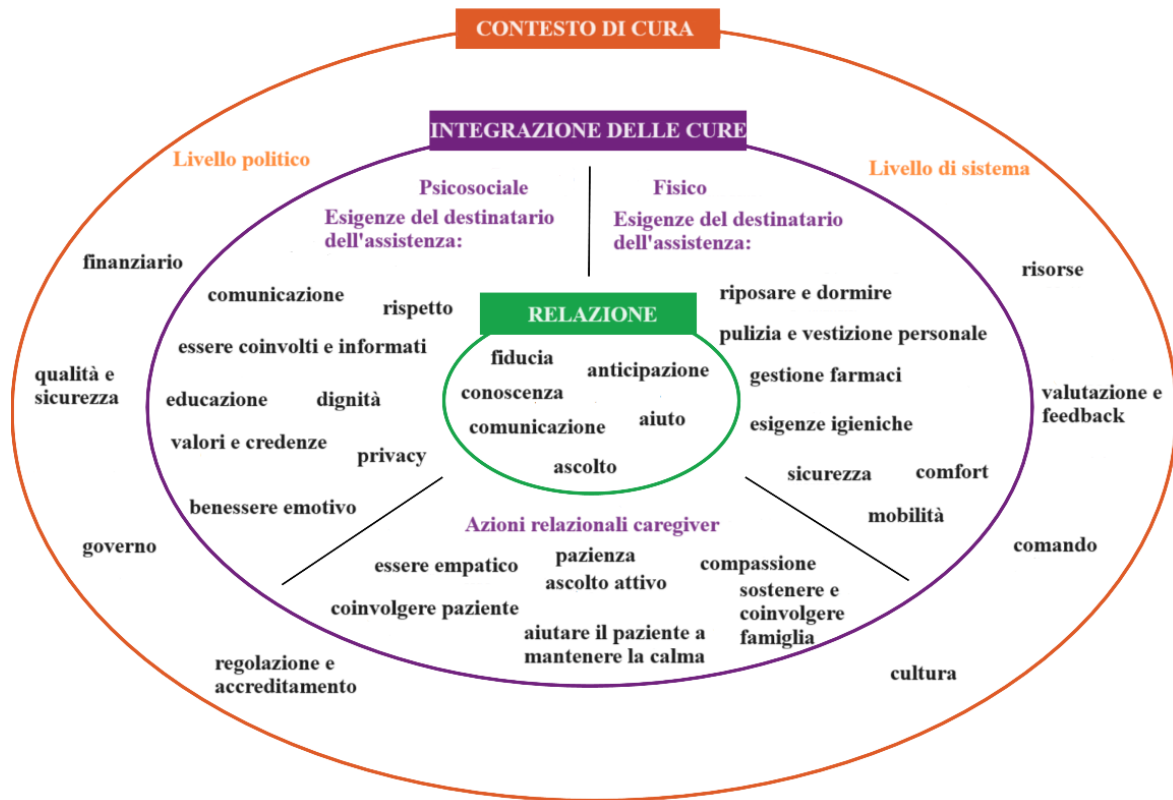 CONTESTO DI CURA
INTEGRAZIONE DELLE CURE
Livello politico
Livello di sistema
Psicosociale
Esigenze del destinatario
dell'assistenza:
Fisico
Esigenze del destinatario
dell'assistenza:
finanziario
qualità e
sicurezza
governo
regolazione e
accreditamento
comunicazione
rispetto
essere coinvolti e informati
educazione
dignità
valori e credenze
privacy
benessere emotivo
RELAZIONE
fiducia
anticipazione
conoscenza
comunicazione
aiuto
ascolto
riposare e dormire
pulizia e vestizione personale
gestione farmaci
esigenze igieniche
sicurezza
comfort
mobilità
risorse
valutazione e
feedback
comando
cultura
Azioni relazionali caregiver
essere empatico
pazienza
ascolto attivo
compassione
coinvolgere paziente
sostenere e
coinvolgere
famiglia
aiutare il paziente a
mantenere la calma